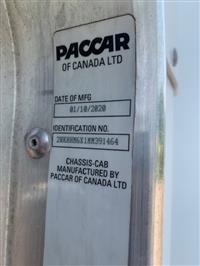 PACCAR
OF CANADA LTD
DATE OF MFG
01/10/2020
IDENTIFICATION NO.
CHASSIS-CAB
MANUFACTURED BY
PACCAR OF CANADA LTD